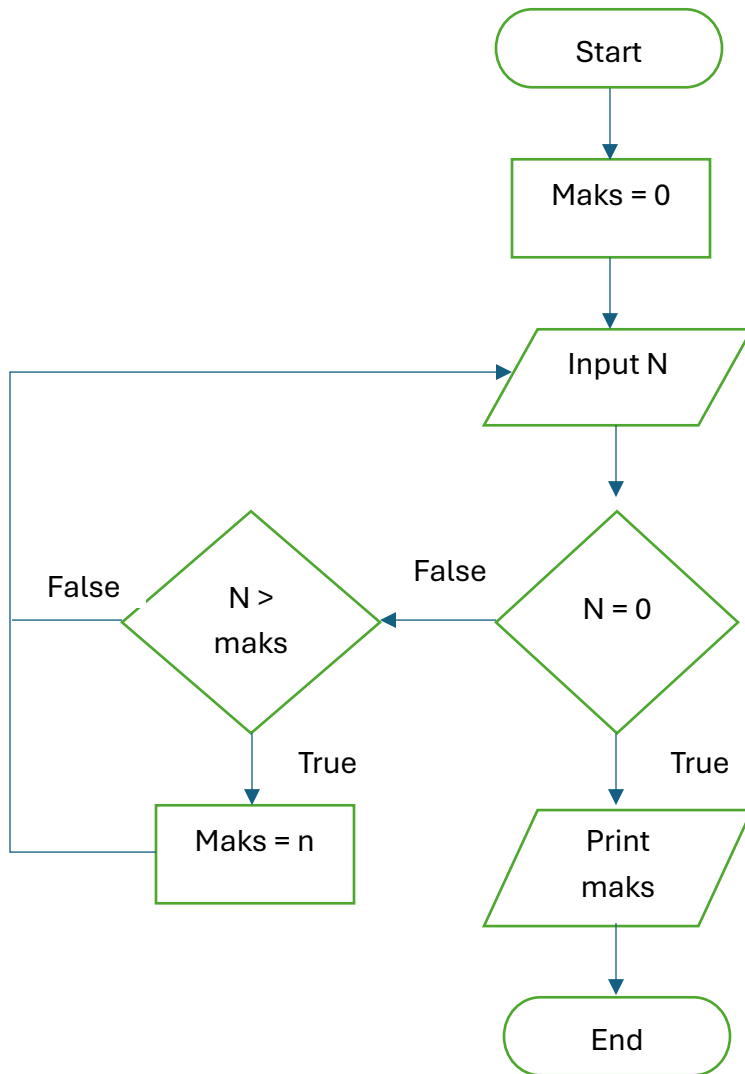 Start
Maks = 0
Input N
False
False
N >
maks
N = 0
True
True
Maks = n
Print
maks
End